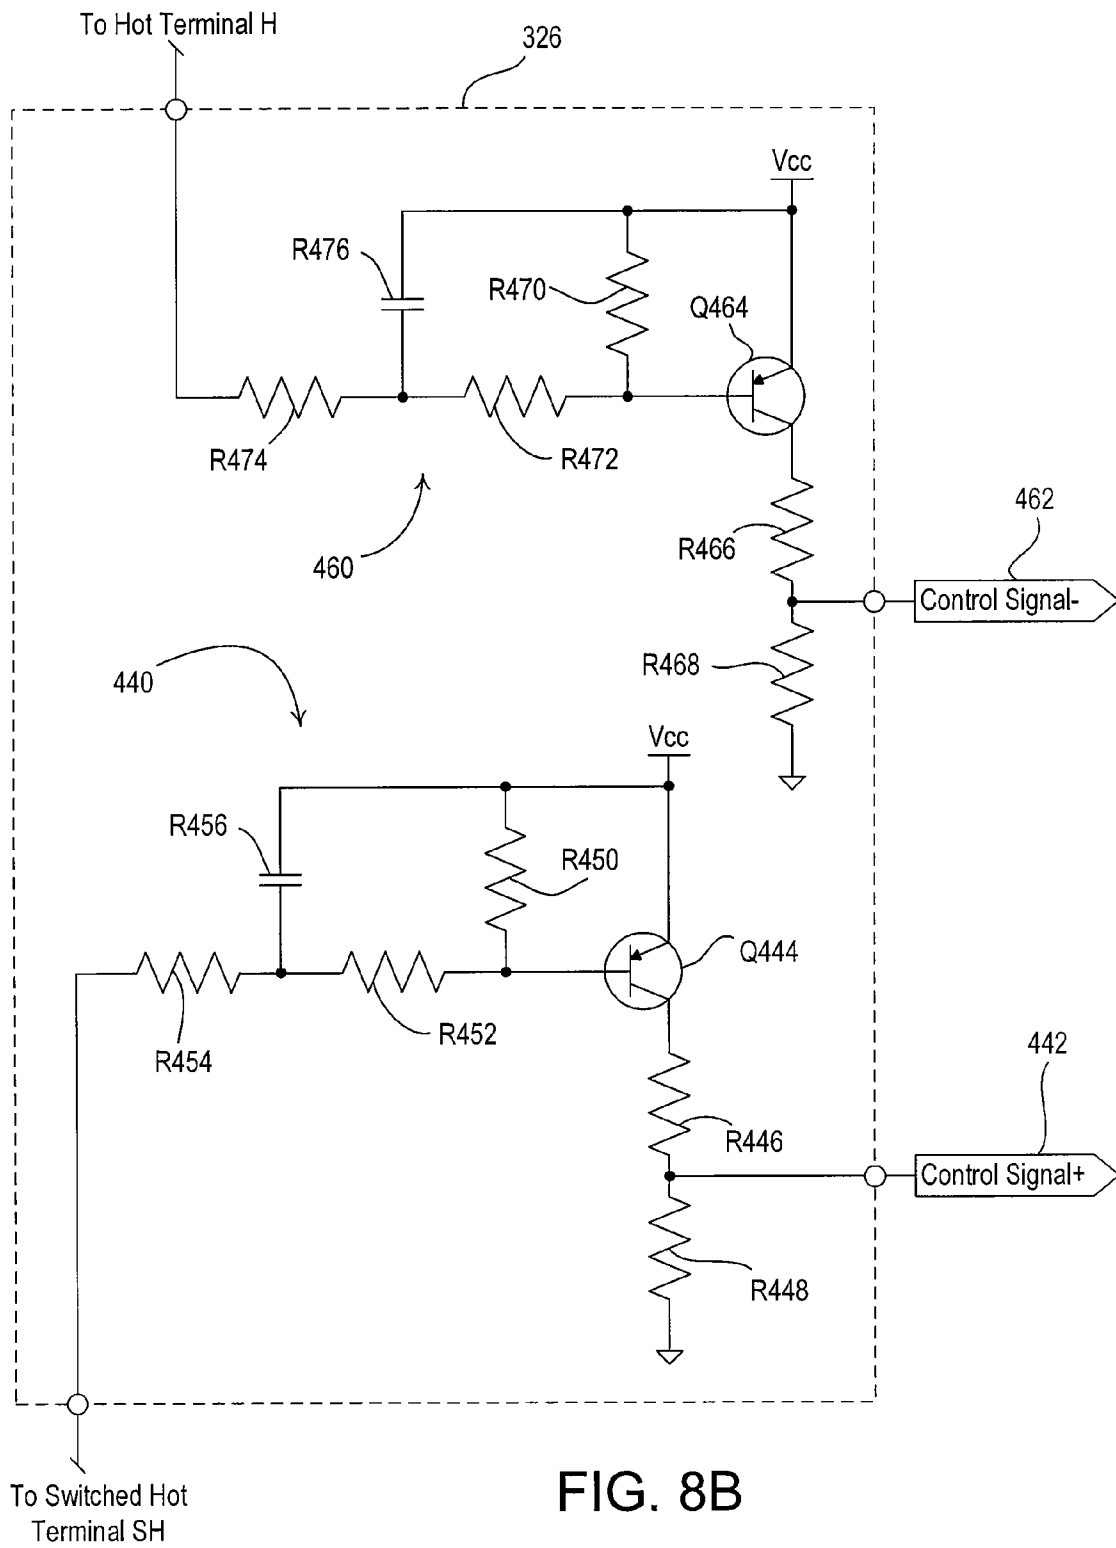 To Hot Terminal H
326
Vcc
R476
R470
Q464
R474
R472
460
R466
462
Control Signal-
R468
440
Vcc
R456
R450
Q444
R454
R452
442
R446
Control Signal+
R448
To Switched Hot
Terminal SH
FIG. 8B